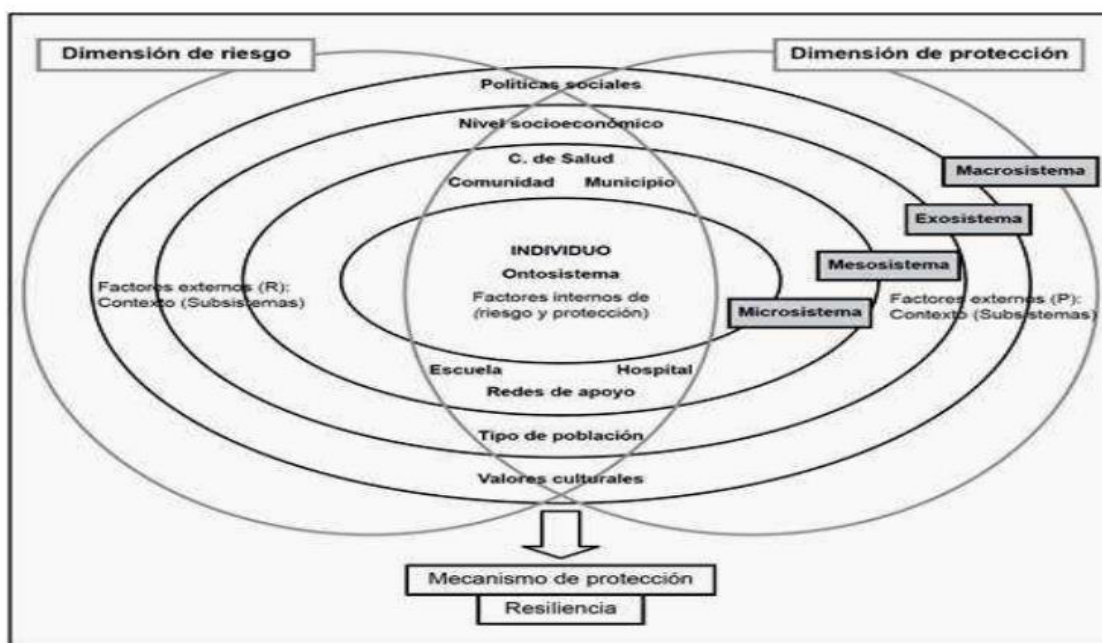 Dimensión de riesgo
Dimensión de protección
Políticas sociales
Nivel socioeconómico
C. de Salud
Comunidad Municipio
Macrosistema
Exosistema
INDIVIDUO
Ontosistema
Mesosistema
Factores externos (R):
Contexto (Subsistemas)
Factores internos de
(riesgo y protección)
Factores externos (P):
Contexto (Subsistemas)
Microsistema
Escuela Hospital
Redes de apoyo
Tipo de población
Valores culturales
Mecanismo de protección
Resiliencia